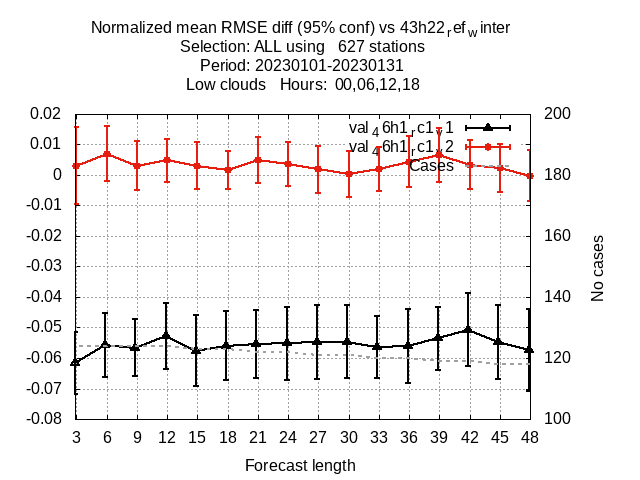 Normalized mean RMSE diff (95% conf) vs 43h22refwinter
Selection: ALL using 627 stations
Period: 20230101-20230131
Low clouds Hours: 00,06,12,18
0.02
0.01
0
-0.01
-0.02
-0.03
-0.04
-0.05
-0.06
-0.07
-0.08
val46h1rc1v1
val46h1rc1v2
Cases
200
180
160
140
120
100
No cases
3 6 9 12 15 18 21 24 27 30 33 36 39 42 45 48
Forecast length